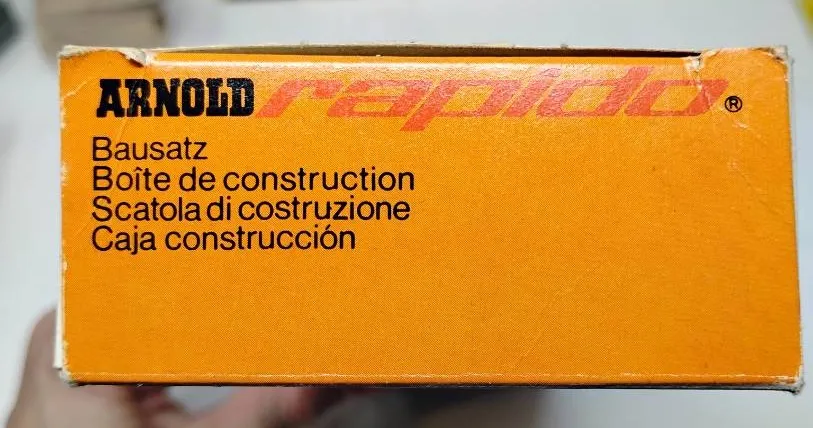 ARNOLD rapido ®
Bausatz
Boîte de construction
Scatola di costruzione
Caja construcción